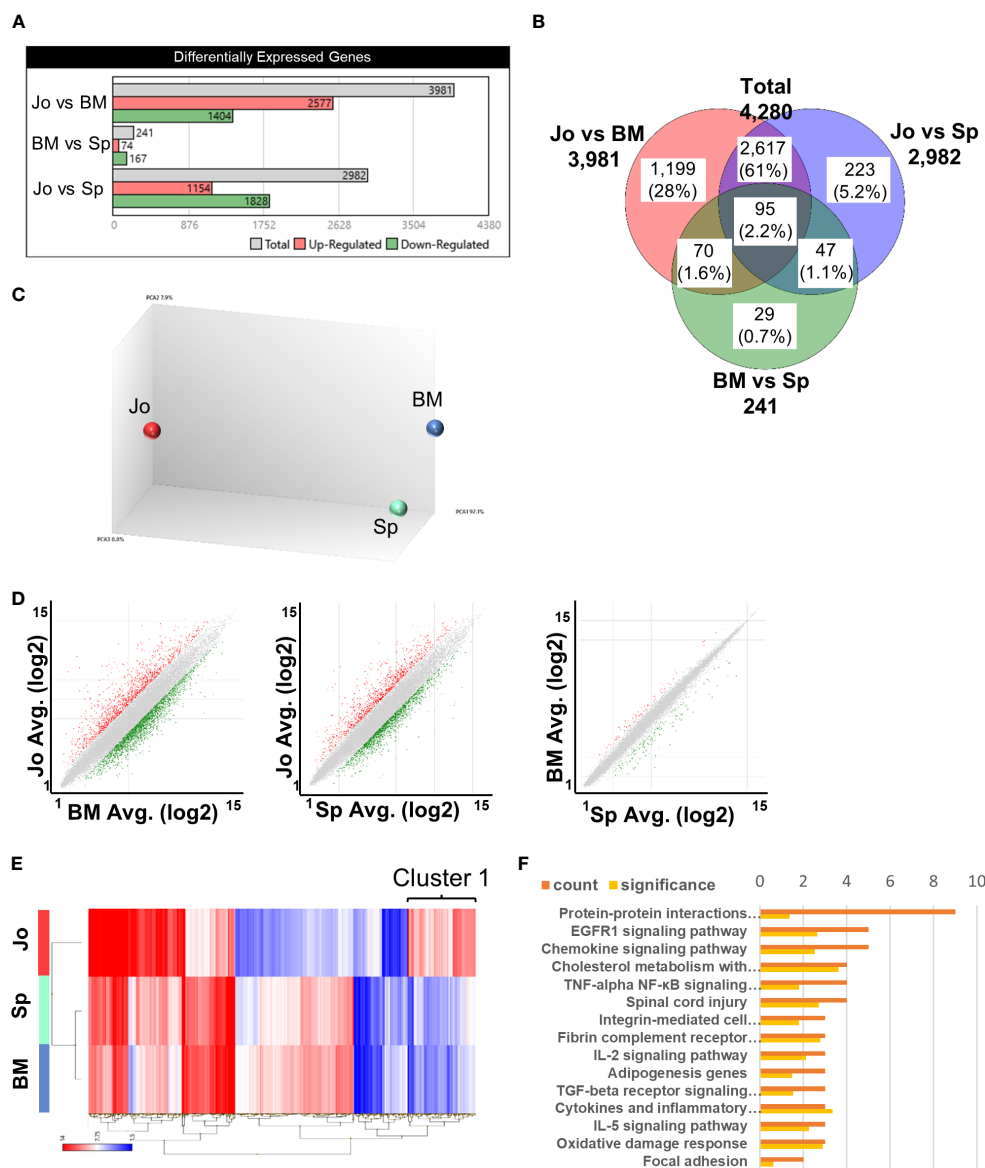 A
Differentially Expressed Genes
Jo vs BM
3981
2577
1404
BM vs Sp
241
74
167
Jo vs Sp
2982
1154
1828
0 876 1752 2628 3504 4380
Total Up-Regulated Down-Regulated
B
Total
4,280
Jo vs BM
3,981
Jo vs Sp
2,982
1,199
(28%)
2,617
(61%)
223
(5.2%)
95
(2.2%)
70
(1.6%)
47
(1.1%)
29
(0.7%)
BM vs Sp
241
C
PCA2 7.9%
Jo
BM
Sp
PCA1 92.1%
PCA3 0.0%
D
15
Jo Avg. (log2)
1
1
BM Avg. (log2)
15
15
Jo Avg. (log2)
1
1
Sp Avg. (log2)
15
15
BM Avg. (log2)
1
1
Sp Avg. (log2)
15
E
Cluster 1
Jo
Sp
BM
14 7.75 1.5
F
count significance
0 2 4 6 8 10
Protein-protein interactions…
EGFR1 signaling pathway
Chemokine signaling pathway
Cholesterol metabolism with…
TNF-alpha NF-κB signaling…
Spinal cord injury
Integrin-mediated cell…
Fibrin complement receptor…
IL-2 signaling pathway
Adipogenesis genes
TGF-beta receptor signaling…
Cytokines and inflammatory…
IL-5 signaling pathway
Oxidative damage response
Focal adhesion